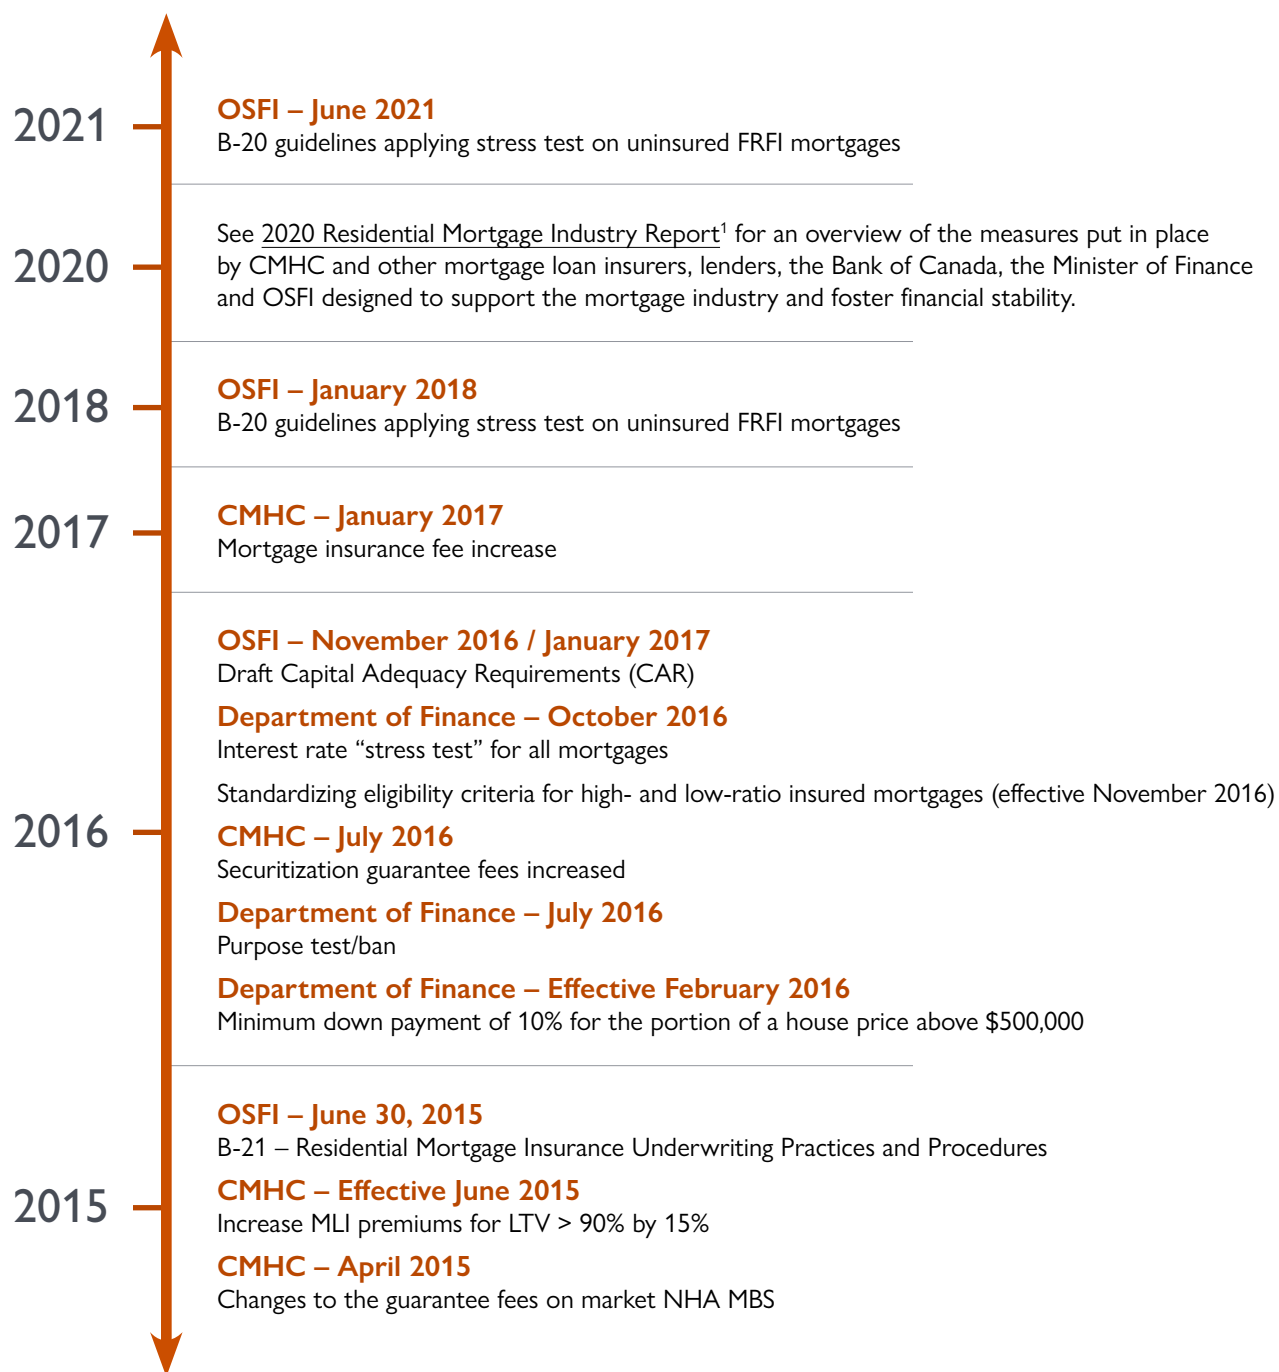 2021
OSFI – June 2021
B-20 guidelines applying stress test on uninsured FRFI mortgages
2020
See 2020 Residential Mortgage Industry Report1 for an overview of the measures put in place
by CMHC and other mortgage loan insurers, lenders, the Bank of Canada, the Minister of Finance
and OSFI designed to support the mortgage industry and foster financial stability.
2018
OSFI – January 2018
B-20 guidelines applying stress test on uninsured FRFI mortgages
2017
CMHC – January 2017
Mortgage insurance fee increase
2016
OSFI – November 2016 / January 2017
Draft Capital Adequacy Requirements (CAR)
Department of Finance – October 2016
Interest rate “stress test” for all mortgages
Standardizing eligibility criteria for high- and low-ratio insured mortgages (effective November 2016)
CMHC – July 2016
Securitization guarantee fees increased
Department of Finance – July 2016
Purpose test/ban
Department of Finance – Effective February 2016
Minimum down payment of 10% for the portion of a house price above $500,000
2015
OSFI – June 30, 2015
B-21 – Residential Mortgage Insurance Underwriting Practices and Procedures
CMHC – Effective June 2015
Increase MLI premiums for LTV > 90% by 15%
CMHC – April 2015
Changes to the guarantee fees on market NHA MBS